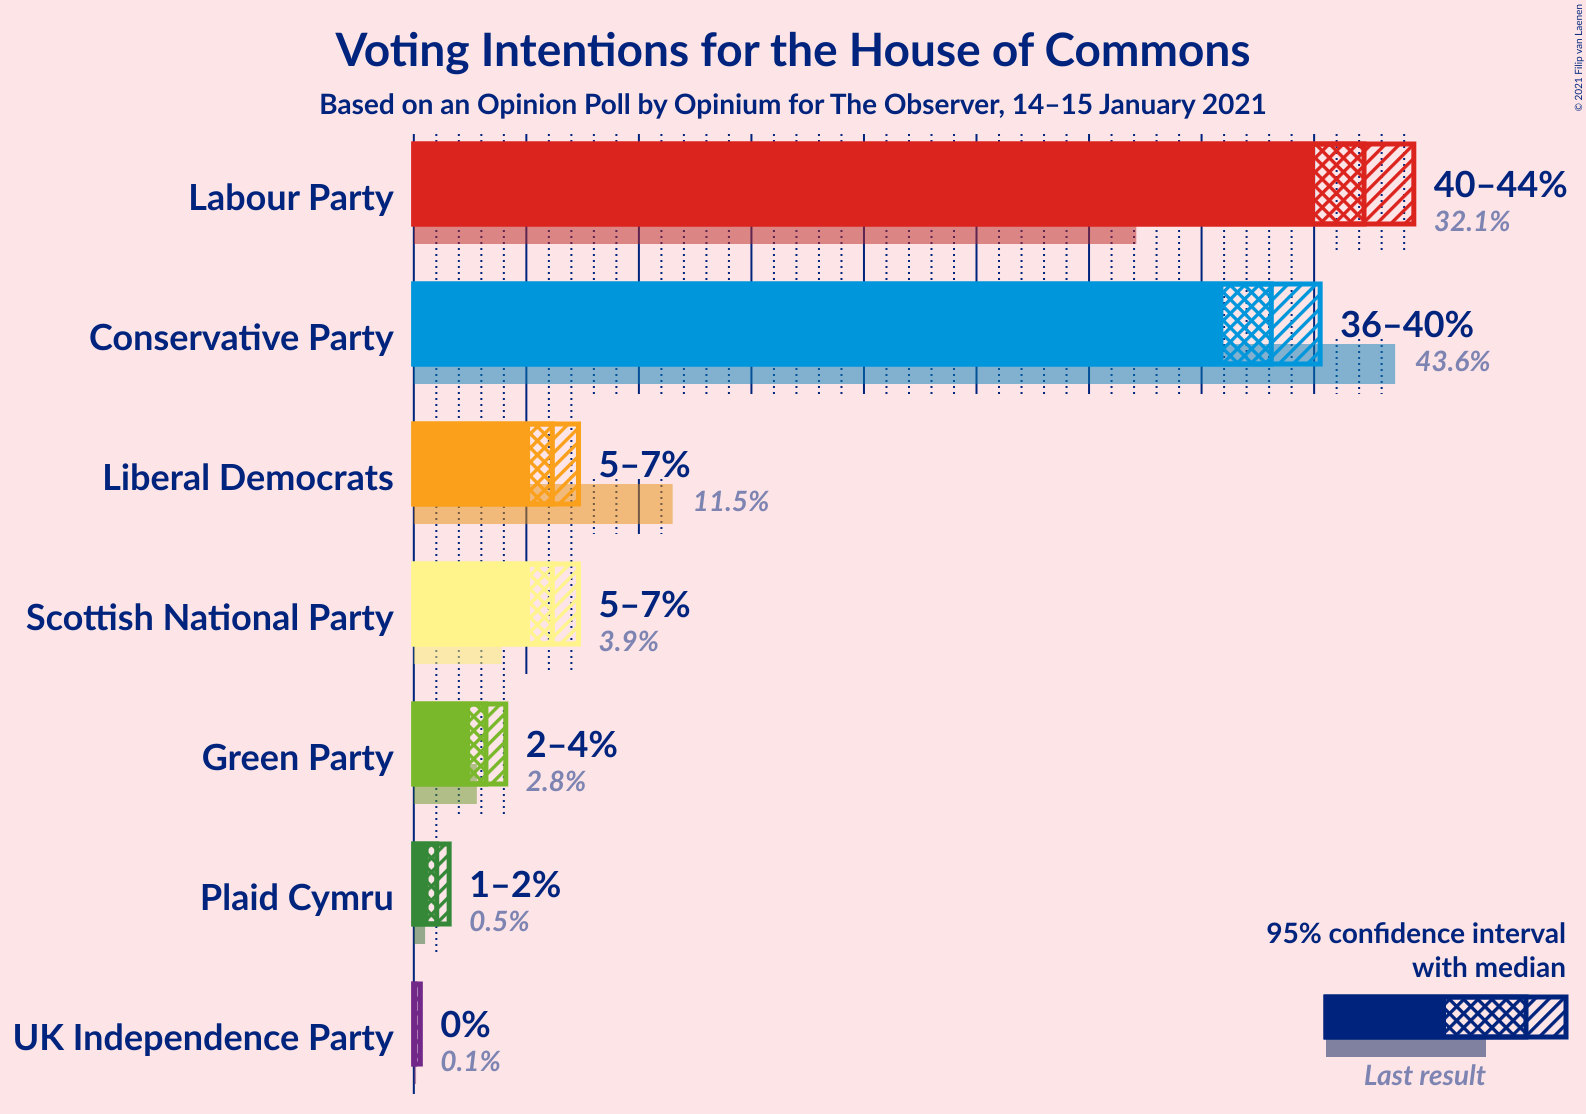 Voting Intentions for the House of Commons
Based on an Opinion Poll by Opinium for The Observer, 14–15 January 2021
© 2021 Filip van Laenen
Labour Party
40–44%
32.1%
Conservative Party
36–40%
43.6%
Liberal Democrats
5–7%
11.5%
Scottish National Party
5–7%
3.9%
Green Party
2–4%
2.8%
Plaid Cymru
1–2%
0.5%
UK Independence Party
0%
0.1%
95% confidence interval
with median
Last result